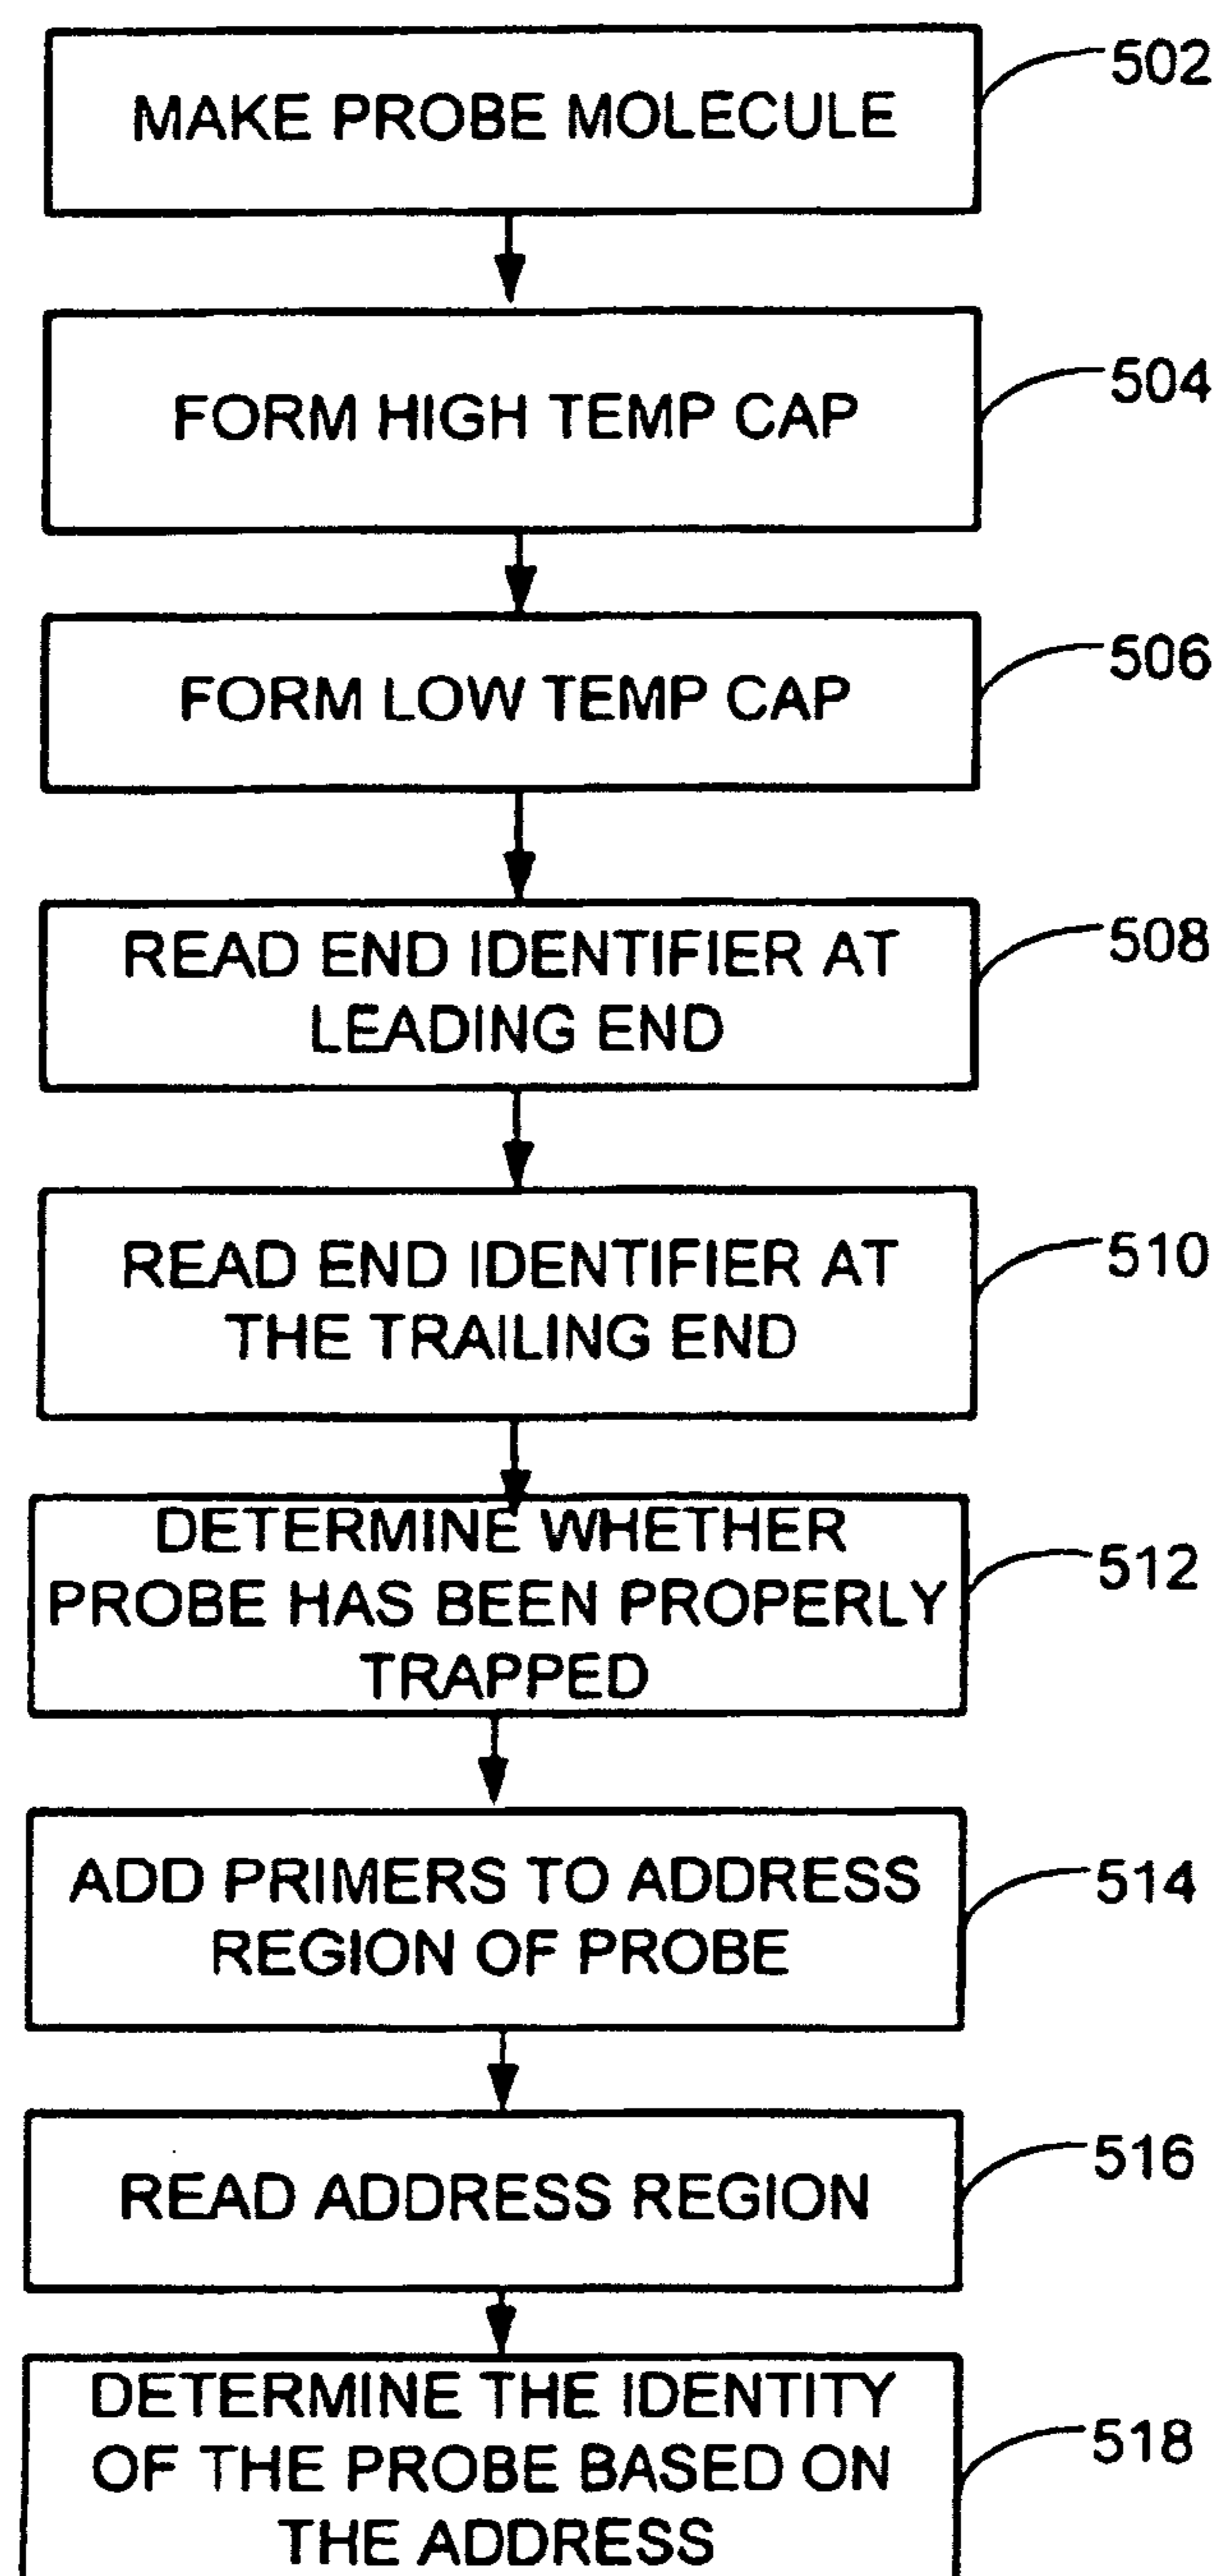 MAKE PROBE MOLECULE
502
FORM HIGH TEMP CAP
504
FORM LOW TEMP CAP
506
READ END IDENTIFIER AT
LEADING END
508
READ END IDENTIFIER AT
THE TRAILING END
510
DETERMINE WHETHER
PROBE HAS BEEN PROPERLY
TRAPPED
512
ADD PRIMERS TO ADDRESS
REGION OF PROBE
514
READ ADDRESS REGION
516
DETERMINE THE IDENTITY
OF THE PROBE BASED ON
THE ADDRESS
518